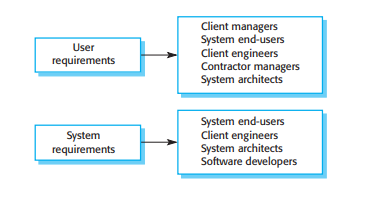 User
requirements
Client managers
System end-users
Client engineers
Contractor managers
System architects
System
requirements
System end-users
Client engineers
System architects
Software developers